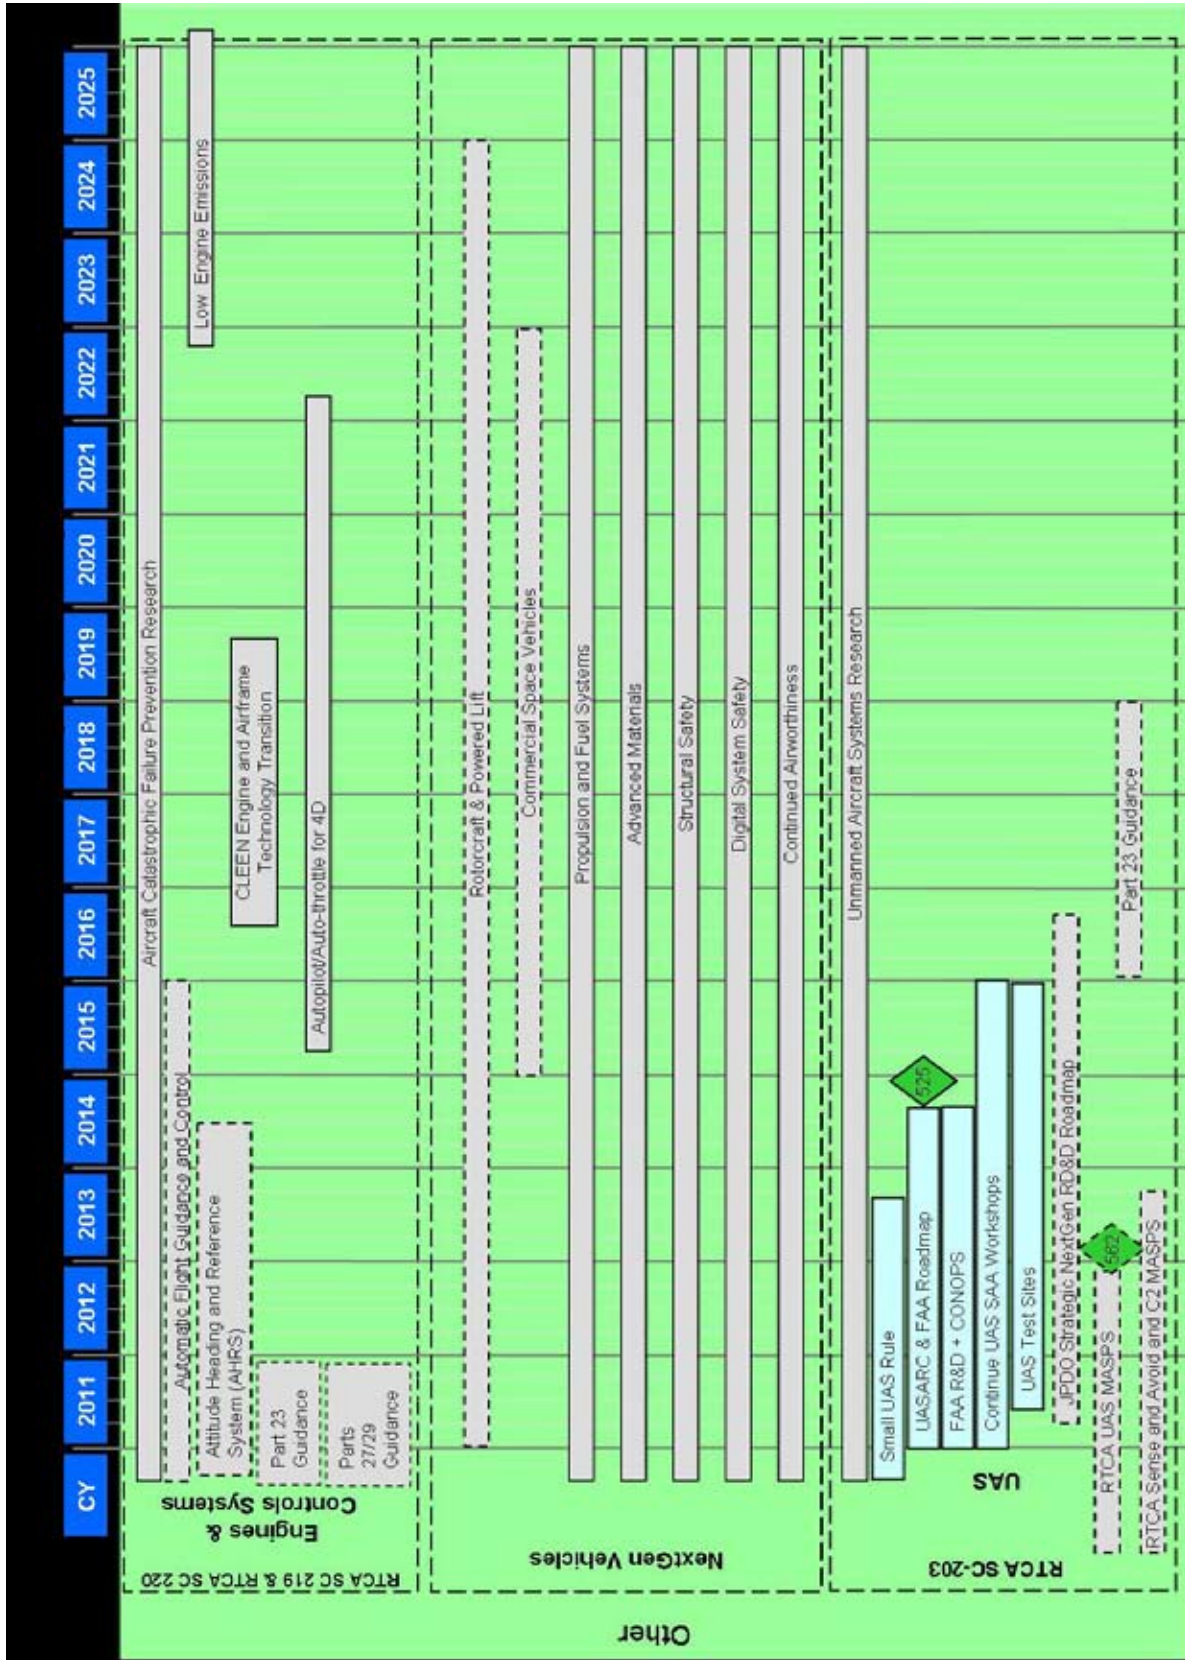 CY
2011
2012
2013
2014
2015
2016
2017
2018
2019
2020
2021
2022
2023
2024
2025
Other
RTCA SC 219 & RTCA SC 220
Engines &
Controls Systems
Aircraft Catastrophic Failure Prevention Research
Automatic Flight Guidance and Control
Low Engine Emissions
Attitude Heading and Reference
System (AHRS)
CLEEN Engine and Airframe
Technology Transition
Part 23
Guidance
Autopilot/Auto-throttle for 4D
Parts
27/29
Guidance
NextGen Vehicles
Rotorcraft & Powered Lift
Commercial Space Vehicles
Propulsion and Fuel Systems
Advanced Materials
Structural Safety
Digital System Safety
Continued Airworthiness
RTCA SC-203
UAS
Unmanned Aircraft Systems Research
Small UAS Rule
UASARC & FAA Roadmap
525
FAA R&D + CONOPS
Continue UAS SAA Workshops
UAS Test Sites
JPDO Strategic NextGen RD&D Roadmap
RTCA UAS MASPS
562
Part 23 Guidance
RTCA Sense and Avoid and C2 MASPS